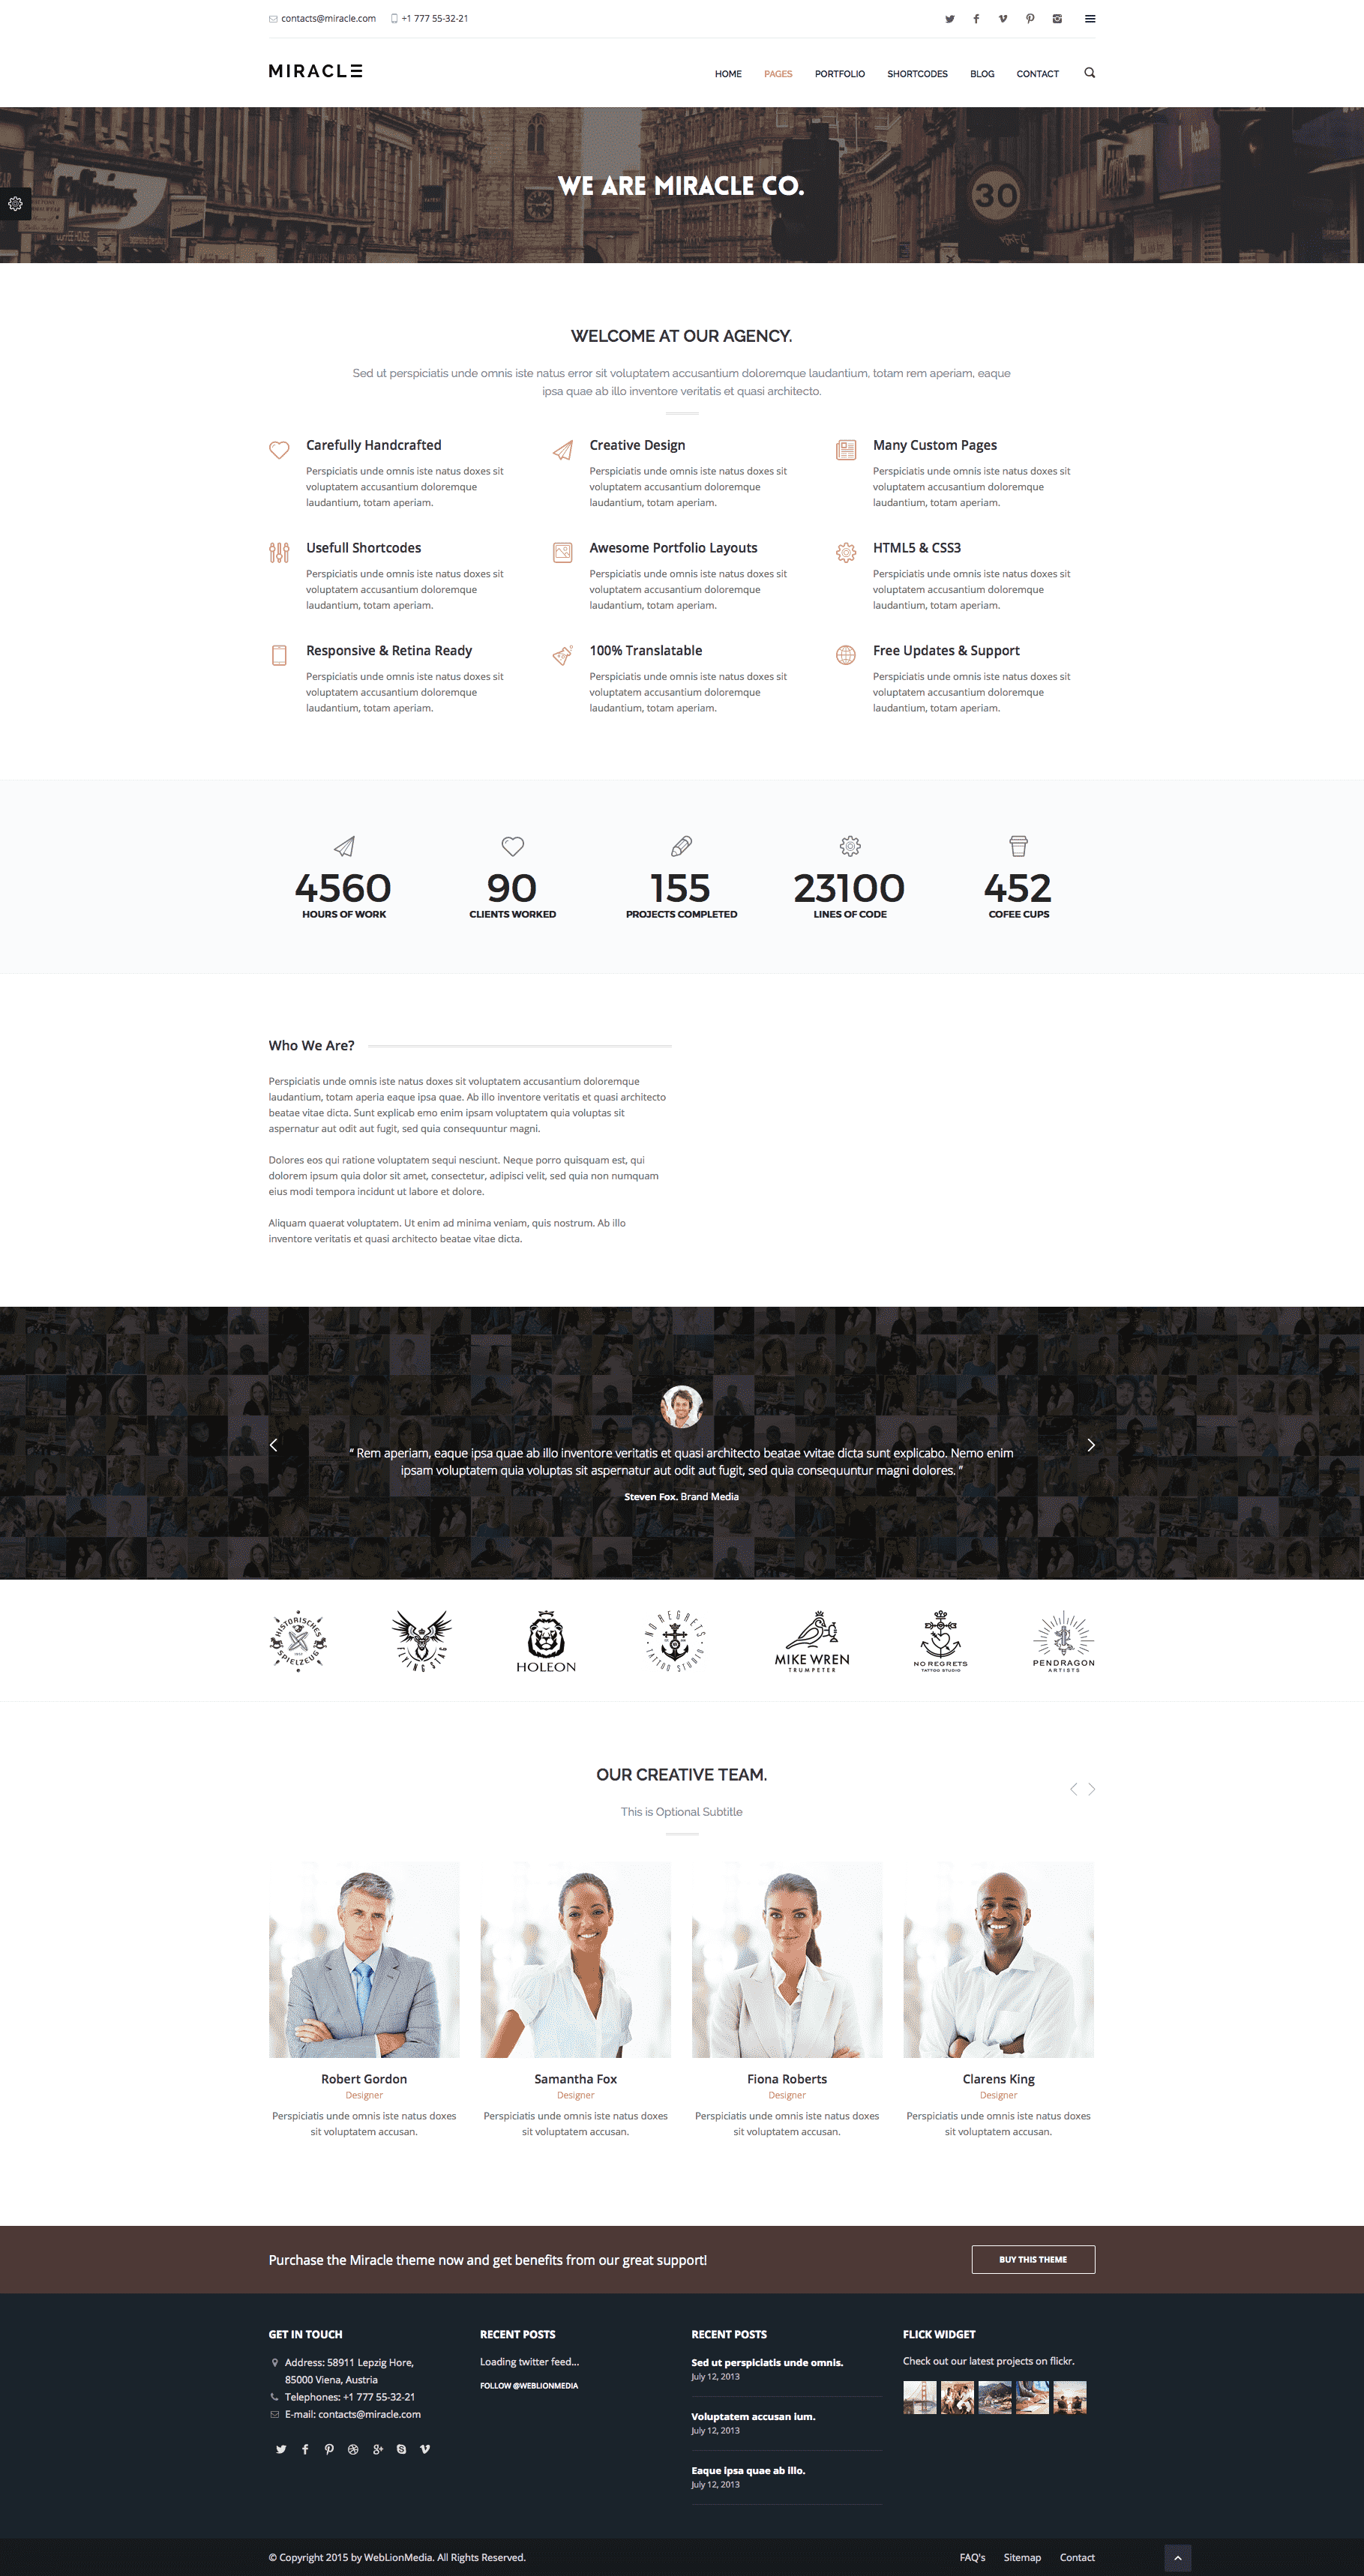 contacts@miracle.com +1 777 55-32-21
MIRACLE
HOME PAGES PORTFOLIO SHORTCODES BLOG CONTACT
WE ARE MIRACLE CO.
30
WELCOME AT OUR AGENCY.
Sed ut perspiciatis unde omnis iste natus error sit voluptatem accusantium doloremque laudantium, totam rem aperiam, eaque
ipsa quae ab illo inventore veritatis et quasi architecto.
Carefully Handcrafted
Perspiciatis unde omnis iste natus doxes sit
voluptatem accusantium doloremque
laudantium, totam aperiam.
Creative Design
Perspiciatis unde omnis iste natus doxes sit
voluptatem accusantium doloremque
laudantium, totam aperiam.
Many Custom Pages
Perspiciatis unde omnis iste natus doxes sit
voluptatem accusantium doloremque
laudantium, totam aperiam.
Usefull Shortcodes
Perspiciatis unde omnis iste natus doxes sit
voluptatem accusantium doloremque
laudantium, totam aperiam.
Awesome Portfolio Layouts
Perspiciatis unde omnis iste natus doxes sit
voluptatem accusantium doloremque
laudantium, totam aperiam.
HTML5 & CSS3
Perspiciatis unde omnis iste natus doxes sit
voluptatem accusantium doloremque
laudantium, totam aperiam.
Responsive & Retina Ready
Perspiciatis unde omnis iste natus doxes sit
voluptatem accusantium doloremque
laudantium, totam aperiam.
100% Translatable
Perspiciatis unde omnis iste natus doxes sit
voluptatem accusantium doloremque
laudantium, totam aperiam.
Free Updates & Support
Perspiciatis unde omnis iste natus doxes sit
voluptatem accusantium doloremque
laudantium, totam aperiam.
4560
HOURS OF WORK
90
CLIENTS WORKED
155
PROJECTS COMPLETED
23100
LINES OF CODE
452
COFEE CUPS
Who We Are?
Perspiciatis unde omnis iste natus doxes sit voluptatem accusantium doloremque
laudantium, totam aperia eaque ipsa quae. Ab illo inventore veritatis et quasi architecto
beatae vitae dicta. Sunt explicab emo enim ipsam voluptatem quia voluptas sit
aspernatur aut odit aut fugit, sed quia consequuntur magni.
Dolores eos qui ratione voluptatem sequi nesciunt. Neque porro quisquam est, qui
dolorem ipsum quia dolor sit amet, consectetur, adipisci velit, sed quia non numquam
eius modi tempora incidunt ut labore et dolore.
Aliquam quaerat voluptatem. Ut enim ad minima veniam, quis nostrum. Ab illo
inventore veritatis et quasi architecto beatae vitae dicta.
“ Rem aperiam, eaque ipsa quae ab illo inventore veritatis et quasi architecto beatae vvitae dicta sunt explicabo. Nemo enim
ipsam voluptatem quia voluptas sit aspernatur aut odit aut fugit, sed quia consequuntur magni dolores. ”
Steven Fox. Brand Media
HISTORISCHES
SPIELZEUG
FLYING STAG
HOLEON
NO REGRETS
TATTOO STUDIO
MIKE WREN
TRUMPETER
NO REGRETS
TATTOO STUDIO
PENDRAGON
ARTISTS
OUR CREATIVE TEAM.
This is Optional Subtitle
Robert Gordon
Designer
Perspiciatis unde omnis iste natus doxes
sit voluptatem accusan.
Samantha Fox
Designer
Perspiciatis unde omnis iste natus doxes
sit voluptatem accusan.
Fiona Roberts
Designer
Perspiciatis unde omnis iste natus doxes
sit voluptatem accusan.
Clarens King
Designer
Perspiciatis unde omnis iste natus doxes
sit voluptatem accusan.
Purchase the Miracle theme now and get benefits from our great support!
BUY THIS THEME
GET IN TOUCH
Address: 58911 Lepzig Hore,
85000 Viena, Austria
Telephones: +1 777 55-32-21
E-mail: contacts@miracle.com
RECENT POSTS
Loading twitter feed...
FOLLOW @WEBLIONMEDIA
RECENT POSTS
Sed ut perspiciatis unde omnis.
July 12, 2013
Voluptatem accusan ium.
July 12, 2013
Eaque ipsa quae ab illo.
July 12, 2013
FLICK WIDGET
Check out our latest projects on flickr.
© Copyright 2015 by WebLionMedia. All Rights Reserved.
FAQ's Sitemap Contact